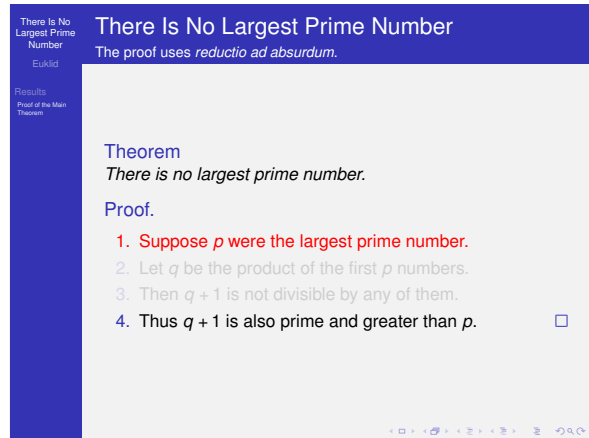 There Is No
Largest Prime
Number
Euklid
Results
Proof of the Main
Theorem
There Is No Largest Prime Number
The proof uses reductio ad absurdum.
Theorem
There is no largest prime number.
Proof.
1. Suppose p were the largest prime number.
2. Let q be the product of the first p numbers.
3. Then q + 1 is not divisible by any of them.
4. Thus q + 1 is also prime and greater than p. □